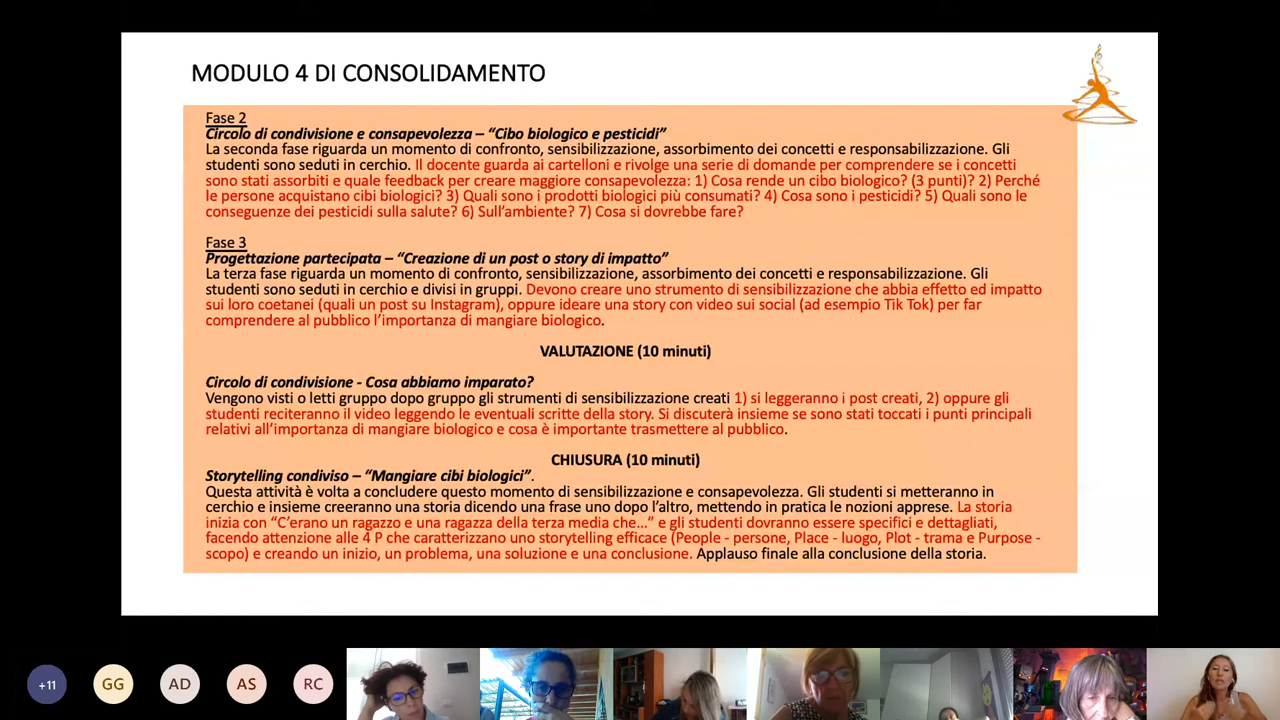 MODULO 4 DI CONSOLIDAMENTO
Fase 2
Circolo di condivisione e consapevolezza – “Cibo biologico e pesticidi”
La seconda fase riguarda un momento di confronto, sensibilizzazione, assorbimento dei concetti e responsabilizzazione. Gli
studenti sono seduti in cerchio. Il docente guarda ai cartelloni e rivolge una serie di domande per comprendere se i concetti
sono stati assorbiti e quale feedback per creare maggiore consapevolezza: 1) Cosa rende un cibo biologico? (3 punti)? 2) Perché
le persone acquistano cibi biologici? 3) Quali sono i prodotti biologici più consumati? 4) Cosa sono i pesticidi? 5) Quali sono le
conseguenze dei pesticidi sulla salute? 6) Sull’ambiente? 7) Cosa si dovrebbe fare?
Fase 3
Progettazione partecipata – “Creazione di un post o story di impatto”
La terza fase riguarda un momento di confronto, sensibilizzazione, assorbimento dei concetti e responsabilizzazione. Gli
studenti sono seduti in cerchio e divisi in gruppi. Devono creare uno strumento di sensibilizzazione che abbia effetto ed impatto
sui loro coetanei (quali un post su Instagram), oppure ideare una story con video sui social (ad esempio Tik Tok) per far
comprendere al pubblico l’importanza di mangiare biologico.
VALUTAZIONE (10 minuti)
Circolo di condivisione - Cosa abbiamo imparato?
Vengono visti o letti gruppo dopo gruppo gli strumenti di sensibilizzazione creati 1) si leggeranno i post creati, 2) oppure gli
studenti reciteranno il video leggendo le eventuali scritte della story. Si discuterà insieme se sono stati toccati i punti principali
relativi all’importanza di mangiare biologico e cosa è importante trasmettere al pubblico.
CHIUSURA (10 minuti)
Storytelling condiviso – “Mangiare cibi biologici”.
Questa attività è volta a concludere questo momento di sensibilizzazione e consapevolezza. Gli studenti si metteranno in
cerchio e insieme creeranno una storia dicendo una frase uno dopo l’altro, mettendo in pratica le nozioni apprese. La storia
inizia con “C’erano un ragazzo e una ragazza della terza media che…” e gli studenti dovranno essere specifici e dettagliati,
facendo attenzione alle 4 P che caratterizzano uno storytelling efficace (People - persone, Place - luogo, Plot - trama e Purpose -
scopo) e creando un inizio, un problema, una soluzione e una conclusione. Applauso finale alla conclusione della storia.
+11 GG AD AS RC